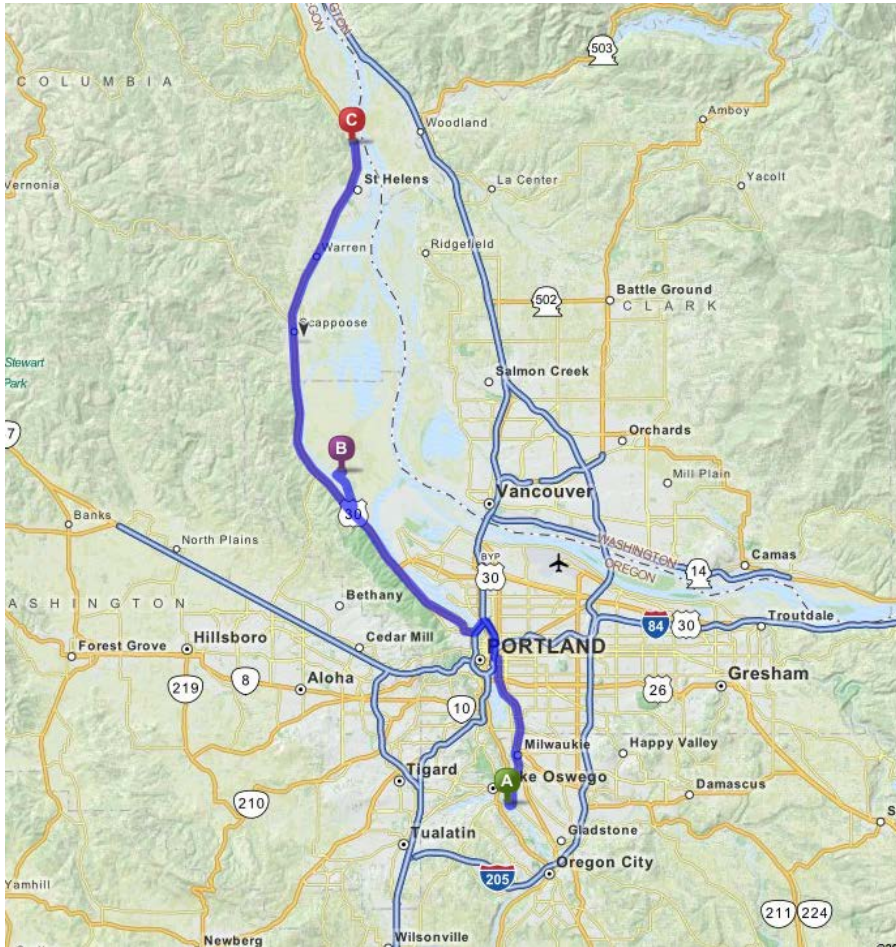 WASHINGTON
OREGON
503
COLUMBIA
C
Woodland
Amboy
Vernonia
St Helens
La Center
Yacolt
Warren
Ridgefield
Battle Ground
502
CLARK
Scappoose
Stewart
Park
Salmon Creek
7
B
Orchards
Mill Plain
Vancouver
30
Banks
North Plains
WASHINGTON
OREGON
BYP
30
14
Camas
ASHINGTON
Bethany
84
30
Troutdale
Forest Grove
Hillsboro
Cedar Mill
PORTLAND
219
8
Aloha
10
26
Gresham
Milwaukie
Happy Valley
Tigard
A
ke Oswego
Damascus
210
S
Tualatin
Gladstone
205
Oregon City
Yamhill
211
224
Newberg
Wilsonville